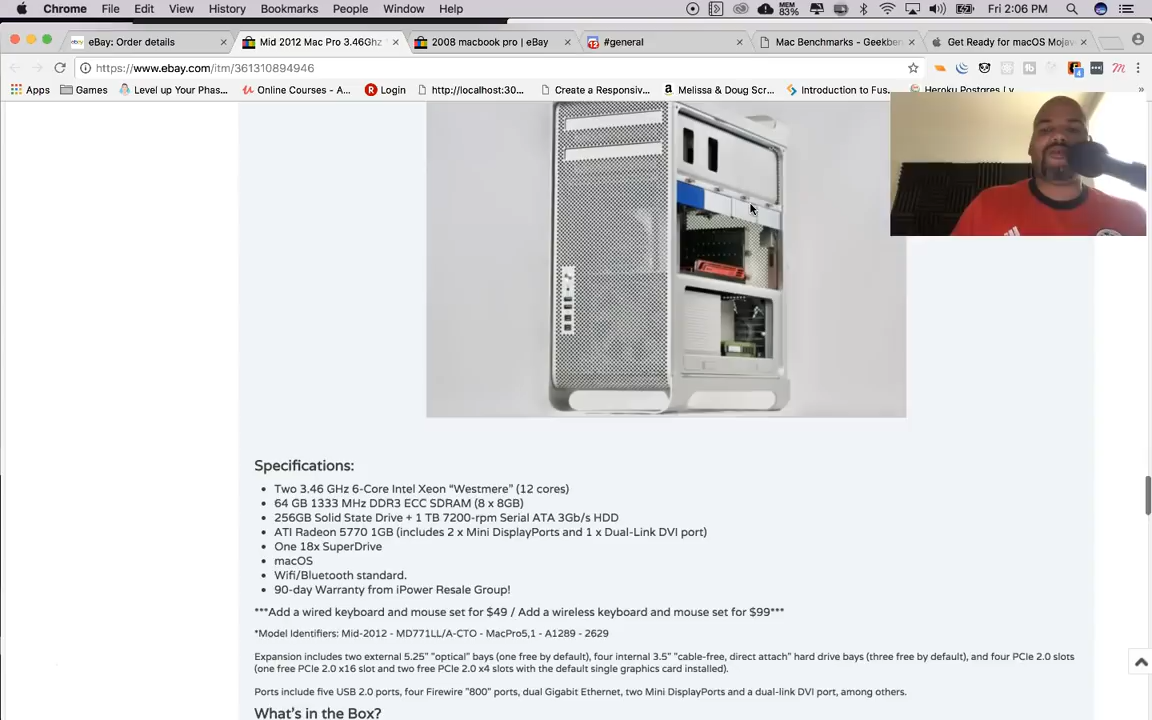 Chrome File Edit View History Bookmarks People Window Help MEM 83% Fri 2:06 PM
eBay: Order details Mid 2012 Mac Pro 3.46Ghz 2008 macbook pro | eBay #general Mac Benchmarks - Geekben Get Ready for macOS Mojav
https://www.ebay.com/itm/361310894946
Apps Games Level up Your Phas... Online Courses - A... Login http://localhost:30... Create a Responsiv... Melissa & Doug Scr... Introduction to Fus... Heroku Postgres
Specifications:
• Two 3.46 GHz 6-Core Intel Xeon “Westmere” (12 cores)
• 64 GB 1333 MHz DDR3 ECC SDRAM (8 x 8GB)
• 256GB Solid State Drive + 1 TB 7200-rpm Serial ATA 3Gb/s HDD
• ATI Radeon 5770 1GB (includes 2 x Mini DisplayPorts and 1 x Dual-Link DVI port)
• One 18x SuperDrive
• macOS
• Wifi/Bluetooth standard.
• 90-day Warranty from iPower Resale Group!
***Add a wired keyboard and mouse set for $49 / Add a wireless keyboard and mouse set for $99***
*Model Identifiers: Mid-2012 - MD771LL/A-CTO - MacPro5,1 - A1289 - 2629
Expansion includes two external 5.25" "optical" bays (one free by default), four internal 3.5" "cable-free, direct attach" hard drive bays (three free by default), and four PCIe 2.0 slots
(one free PCIe 2.0 x16 slot and two free PCIe 2.0 x4 slots with the default single graphics card installed).
Ports include five USB 2.0 ports, four Firewire "800" ports, dual Gigabit Ethernet, two Mini DisplayPorts and a dual-link DVI port, among others.
What's in the Box?